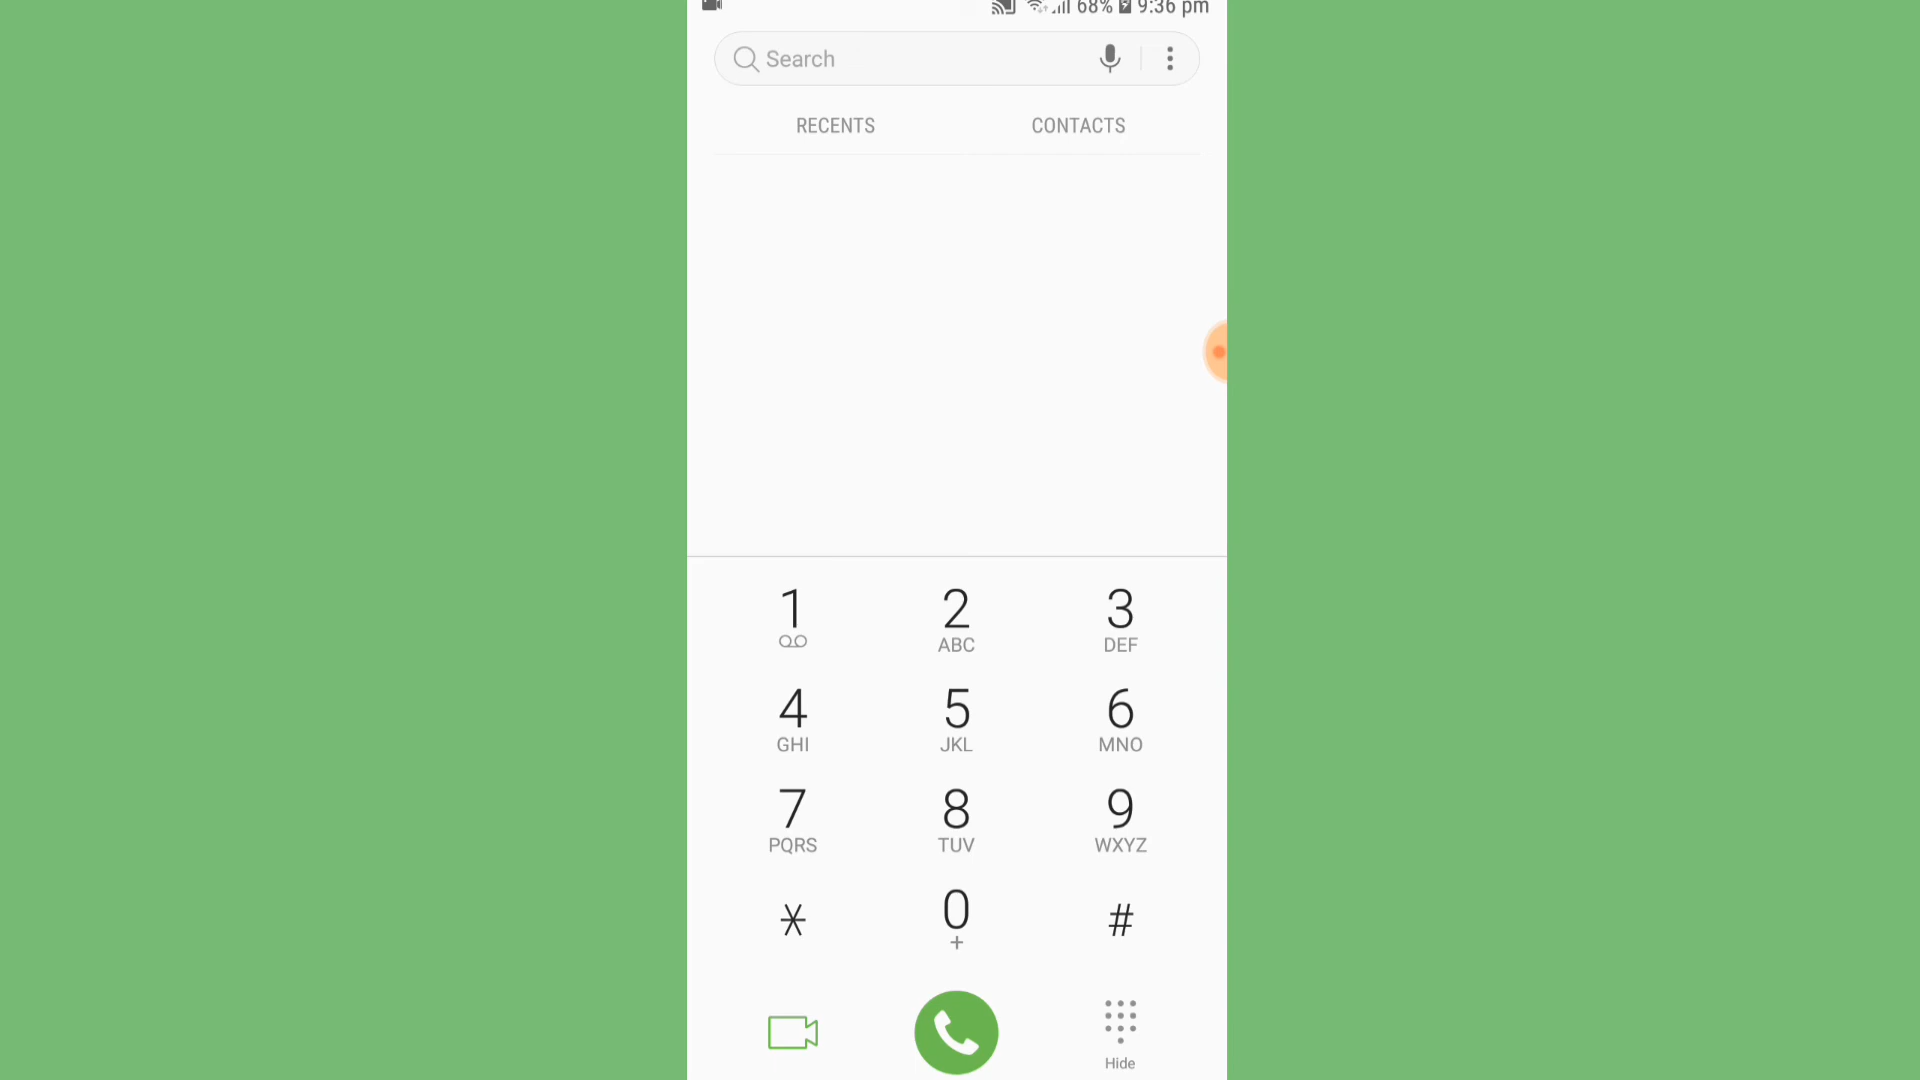 68% 9:36 pm
Search
RECENTS CONTACTS
1 2 3
ABC DEF
4 5 6
GHI JKL MNO
7 8 9
PQRS TUV WXYZ
* 0 #
+
Hide